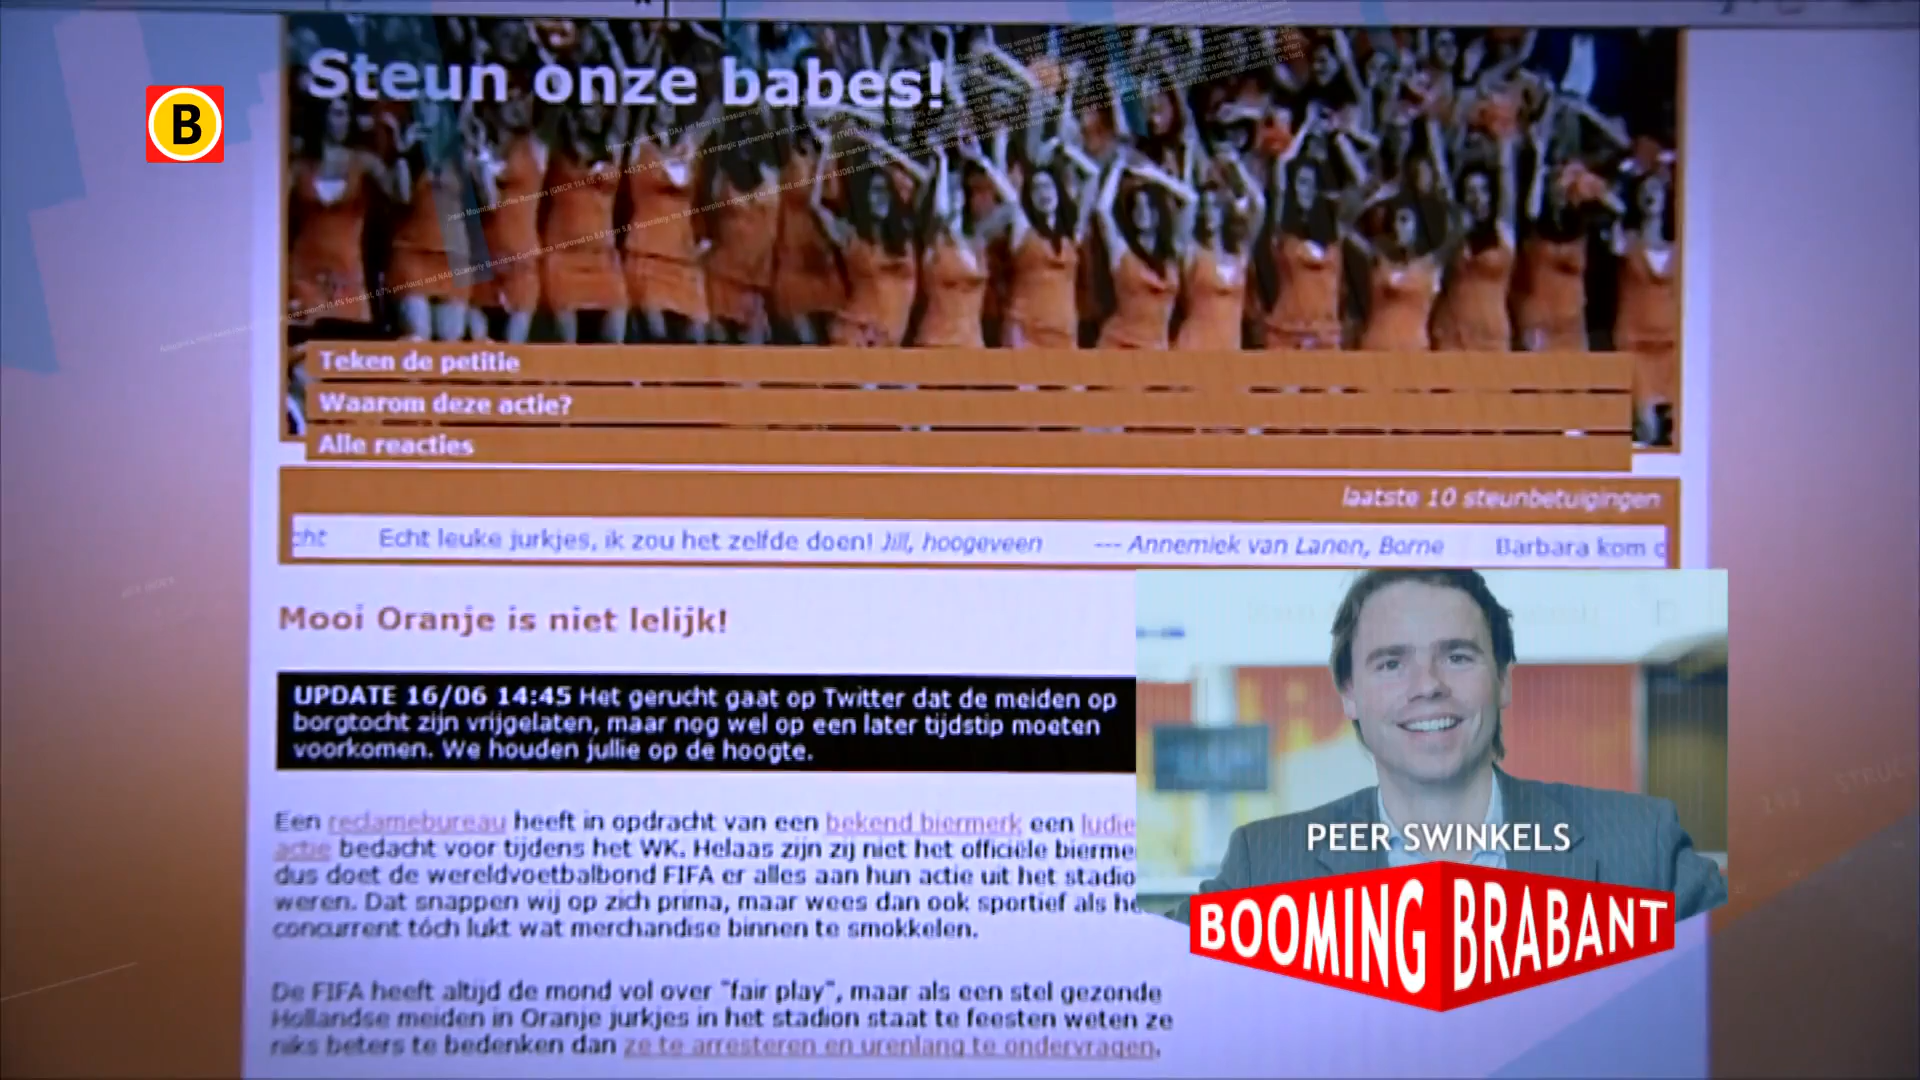 B
Steun onze babes!
Teken de petitie
Waarom deze actie?
Alle reacties
laatste 10 steunbetuigingen
cht Echt leuke jurkjes, ik zou het zelfde doen! Jill, hoogeveen --- Annemiek van Lanen, Borne Barbara kom
Mooi Oranje is niet lelijk!
UPDATE 16/06 14:45 Het gerucht gaat op Twitter dat de meiden op
borgtocht zijn vrijgelaten, maar nog wel op een later tijdstip moeten
voorkomen. We houden jullie op de hoogte.
Een reclamebureau heeft in opdracht van een bekend biermerk een ludie
actie bedacht voor tijdens het WK. Helaas zijn zij niet het officiële bierme
dus doet de wereldvoetbalbond FIFA er alles aan hun actie uit het stadio
weren. Dat snappen wij op zich prima, maar wees dan ook sportief als he
concurrent tóch lukt wat merchandise binnen te smokkelen.
De FIFA heeft altijd de mond vol over "fair play", maar als een stel gezonde
Hollandse meiden in Oranje jurkjes in het stadion staat te feesten weten ze
niks beters te bedenken dan ze te arresteren en urenlang te ondervragen.
PEER SWINKELS
BOOMING BRABANT